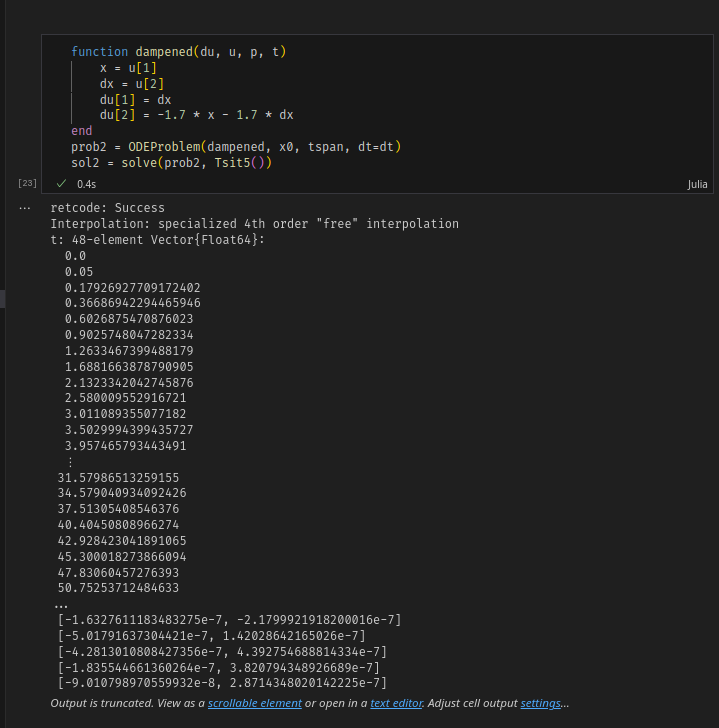 function dampened(du, u, p, t)
x = u[1]
dx = u[2]
du[1] = dx
du[2] = -1.7 * x - 1.7 * dx
end
prob2 = ODEProblem(dampened, x0, tspan, dt=dt)
sol2 = solve(prob2, Tsit5())
[23] ✓ 0.4s Julia
... retcode: Success
Interpolation: specialized 4th order "free" interpolation
t: 48-element Vector{Float64}:
0.0
0.05
0.17926927709172402
0.36686942294465946
0.6026875470876023
0.9025748047282334
1.2633467399488179
1.6881663878790905
2.1323342042745876
2.580009552916721
3.011089355077182
3.5029994399435727
3.957465793443491
⋮
31.57986513259155
34.579040934092426
37.51305408546376
40.40450808966274
42.928423041891065
45.300018273866094
47.83060457276393
50.75253712484633
...
[-1.6327611183483275e-7, -2.1799921918200016e-7]
[-5.01791637304421e-7, 1.42028642165026e-7]
[-4.2813010808427356e-7, 4.392754688814334e-7]
[-1.835544661360264e-7, 3.820794348926689e-7]
[-9.010798970559932e-8, 2.8714348020142225e-7]
Output is truncated. View as a scrollable element or open in a text editor. Adjust cell output settings...